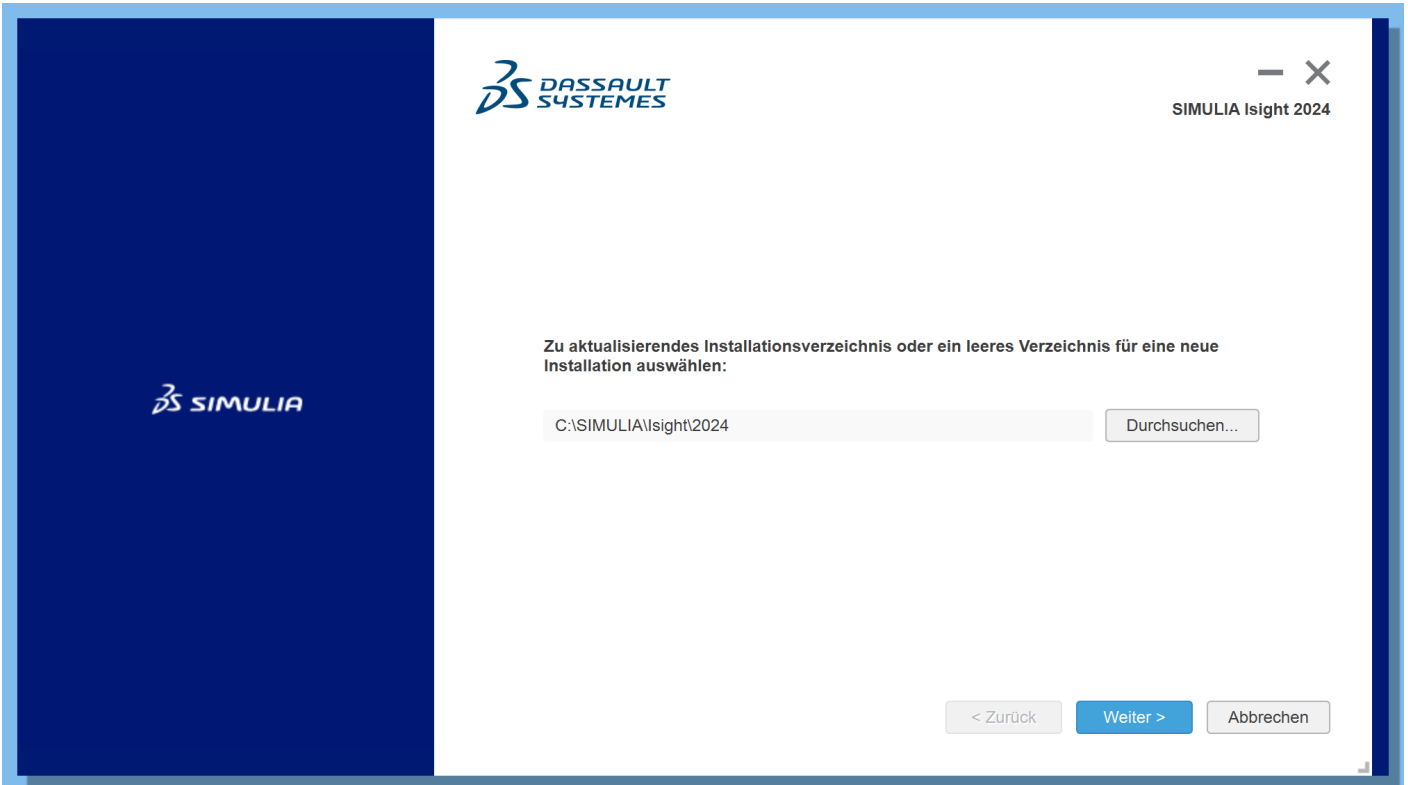 DASSAULT
SYSTEMES
SIMULIA Isight 2024
Zu aktualisierendes Installationsverzeichnis oder ein leeres Verzeichnis für eine neue
Installation auswählen:
3S SIMULIA
C:\SIMULIA\Isight\2024
Durchsuchen...
< Zurück
Weiter >
Abbrechen